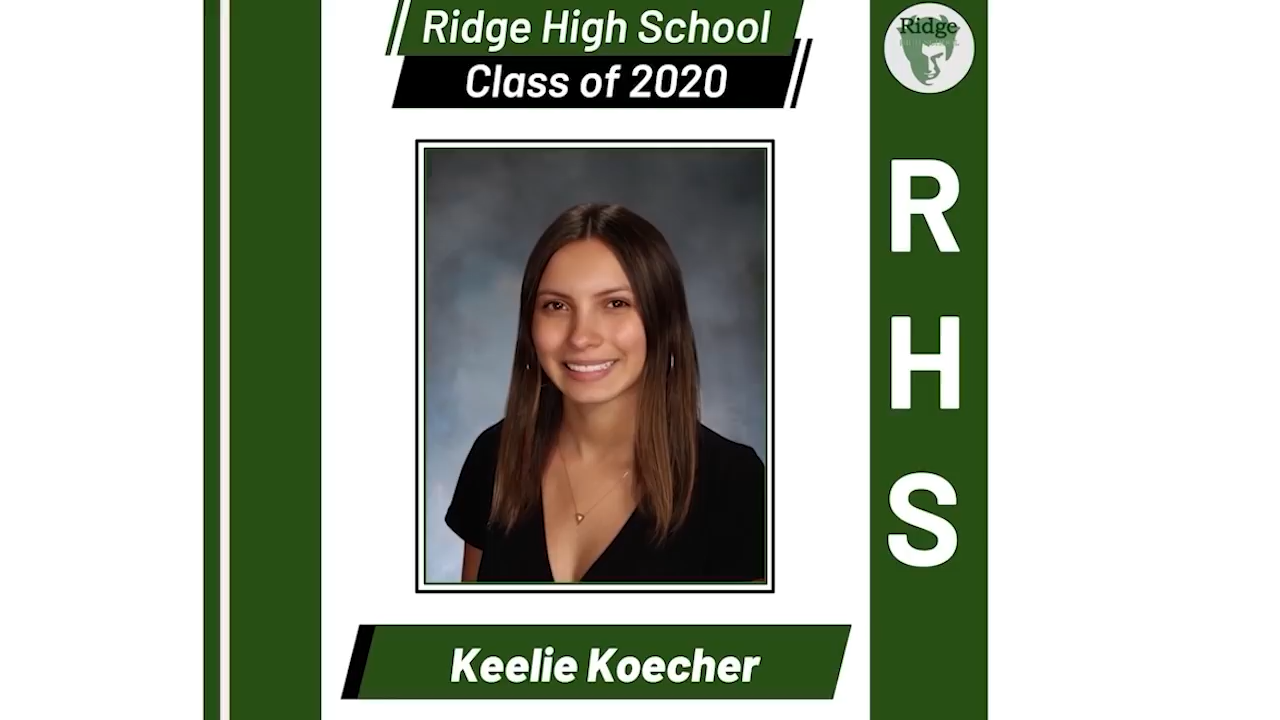 Ridge High School
Class of 2020
Ridge
R
H
S
Keelie Koecher